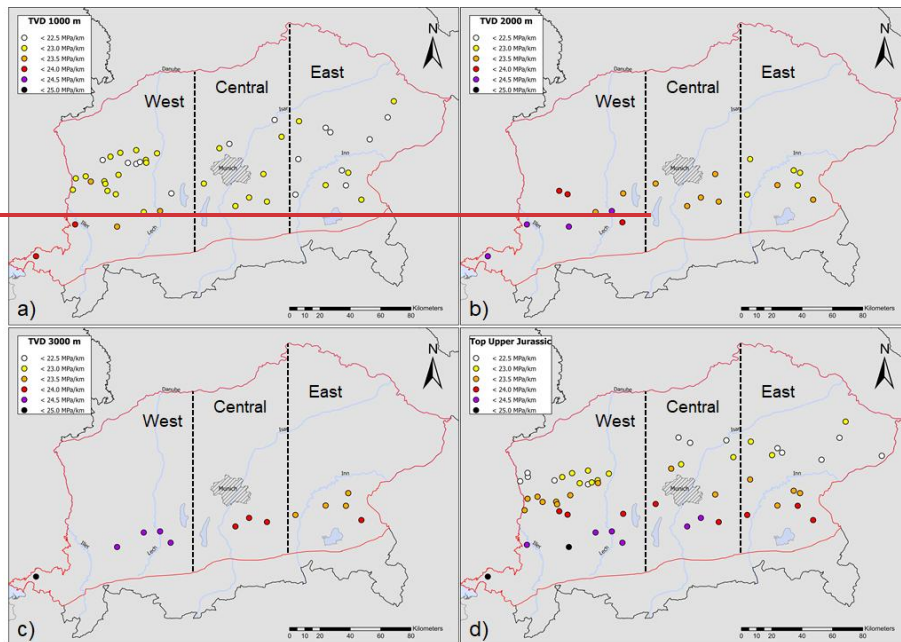 TVD 1000 m
< 22.5 MPa/km
< 23.0 MPa/km
< 23.5 MPa/km
< 24.0 MPa/km
< 24.5 MPa/km
< 25.0 MPa/km
N
Danube
West
Central
East
Isar
Inn
Munich
Iller
Lech
0 10 20 40 60 80
Kilometers
a)
TVD 2000 m
< 22.5 MPa/km
< 23.0 MPa/km
< 23.5 MPa/km
< 24.0 MPa/km
< 24.5 MPa/km
< 25.0 MPa/km
N
Danube
West
Central
East
Isar
Inn
Munich
Iller
Lech
0 10 20 40 60 80
Kilometers
b)
TVD 3000 m
< 22.5 MPa/km
< 23.0 MPa/km
< 23.5 MPa/km
< 24.0 MPa/km
< 24.5 MPa/km
< 25.0 MPa/km
N
Danube
West
Central
East
Isar
Inn
Munich
Iller
Lech
0 10 20 40 60 80
Kilometers
c)
Top Upper Jurassic
< 22.5 MPa/km
< 23.0 MPa/km
< 23.5 MPa/km
< 24.0 MPa/km
< 24.5 MPa/km
< 25.0 MPa/km
N
Danube
West
Central
East
Isar
Inn
Munich
Iller
Lech
0 10 20 40 60 80
Kilometers
d)